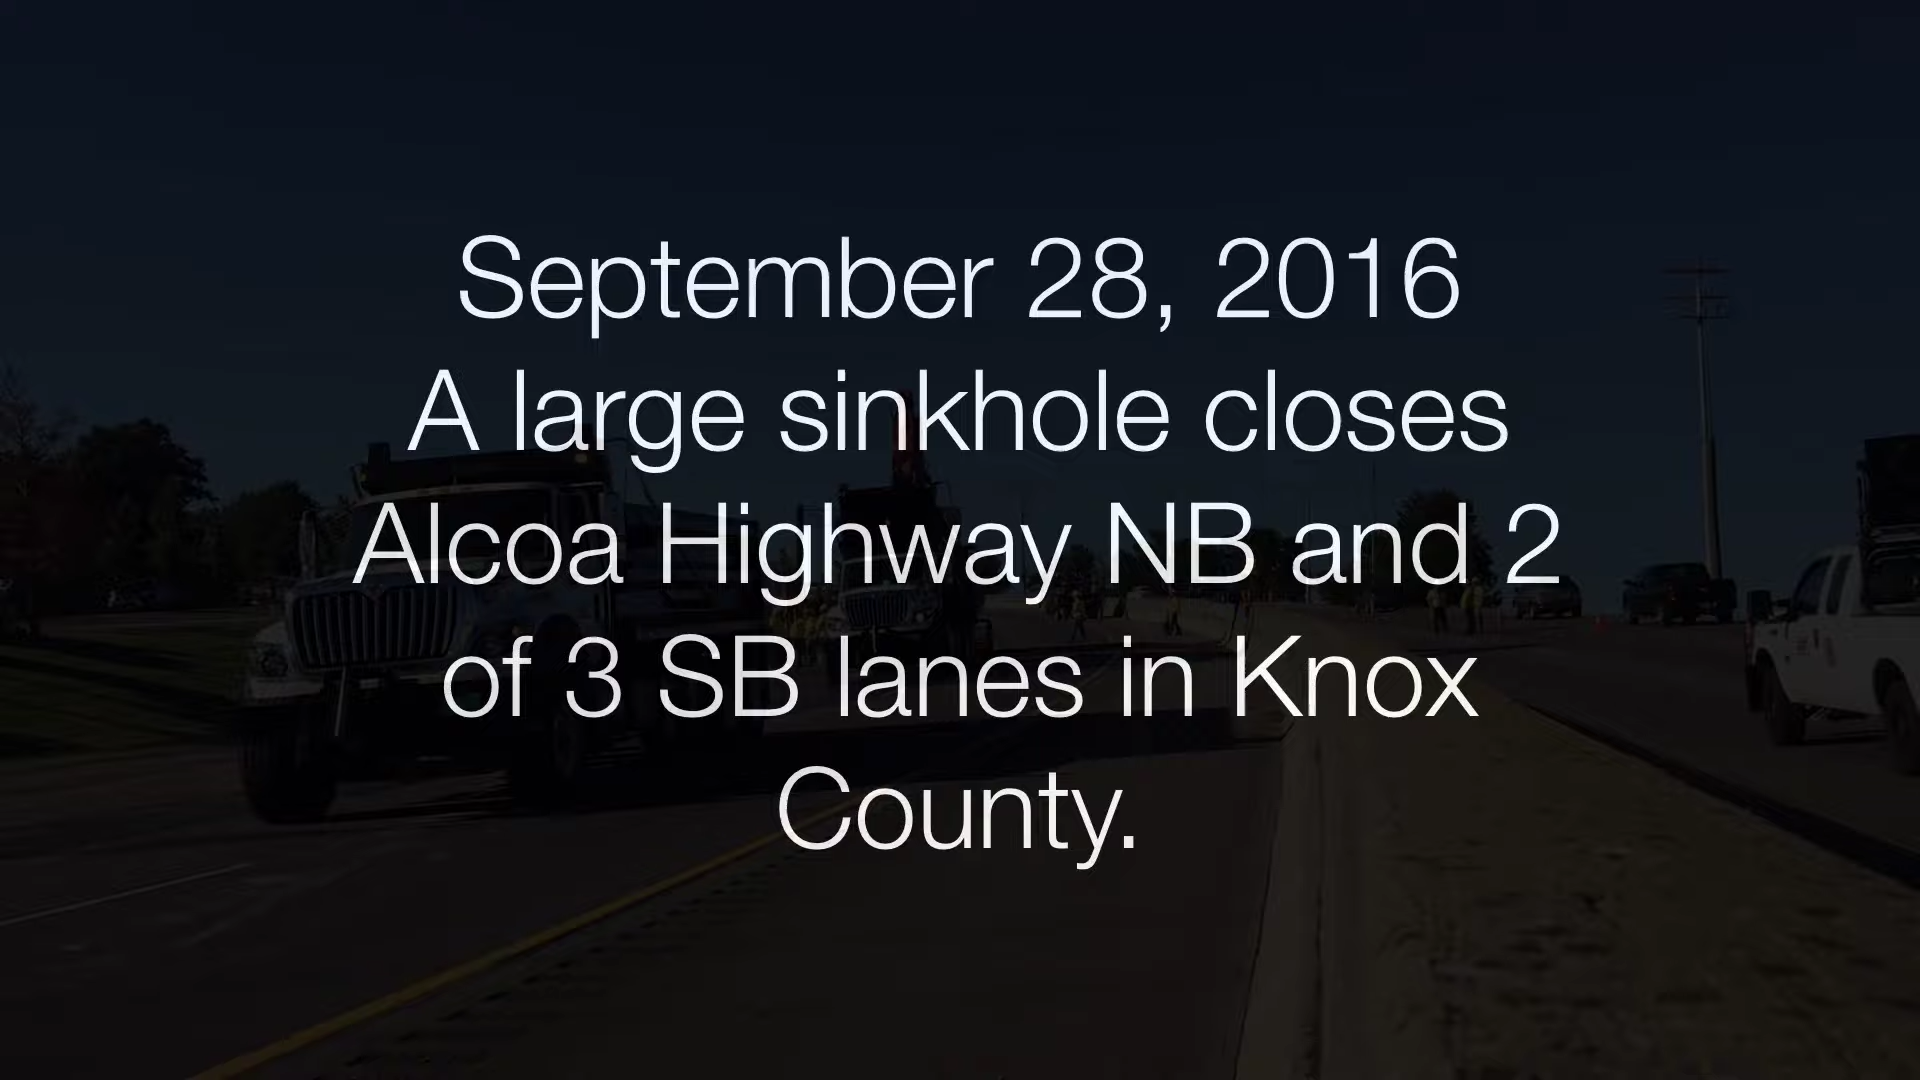 September 28, 2016
A large sinkhole closes
Alcoa Highway NB and 2
of 3 SB lanes in Knox
County.